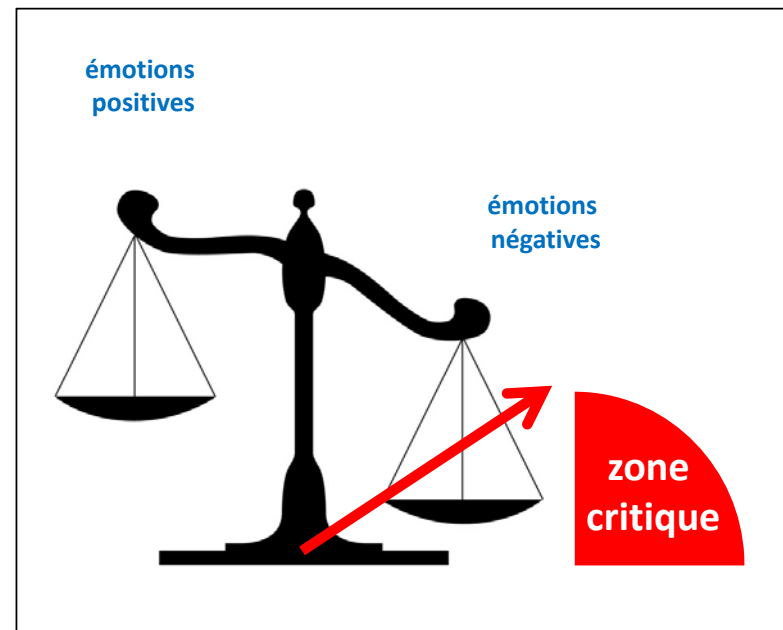 émotions
positives
émotions
négatives
zone
critique